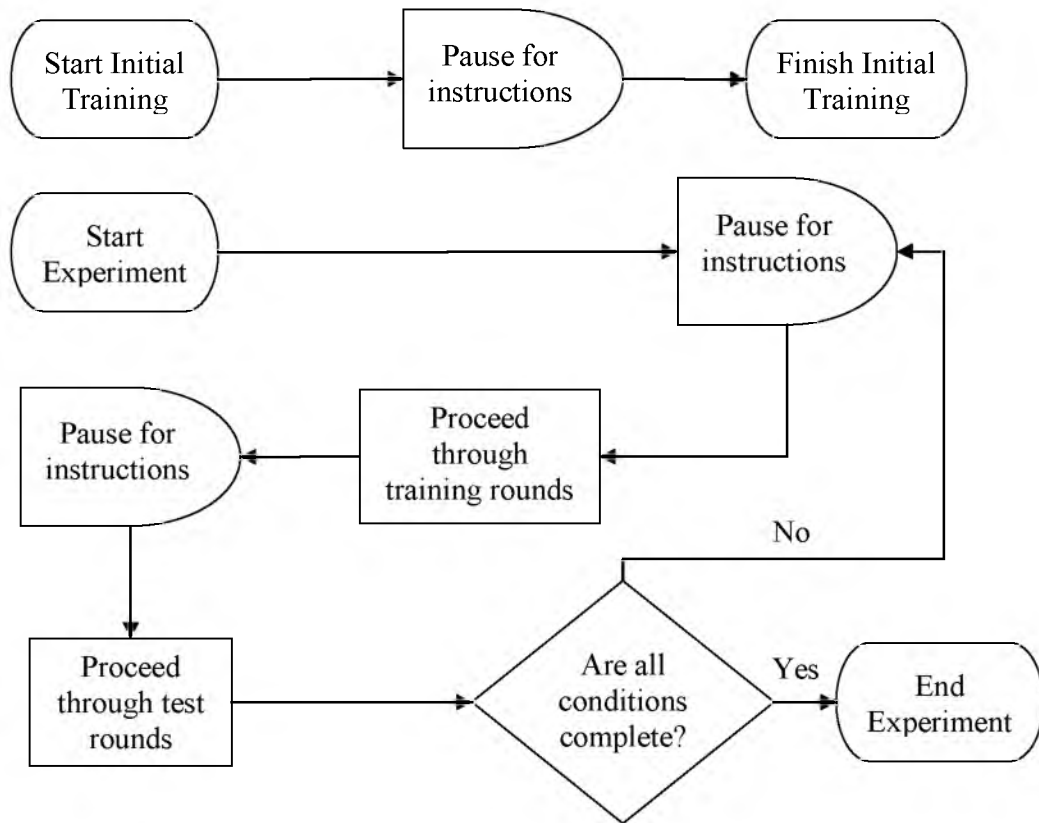 Start Initial
Training
Pause for
instructions
Finish Initial
Training
Start
Experiment
Pause for
instructions
Pause for
instructions
Proceed
through
training rounds
No
Proceed
through test
rounds
Are all
conditions
complete?
Yes
End
Experiment